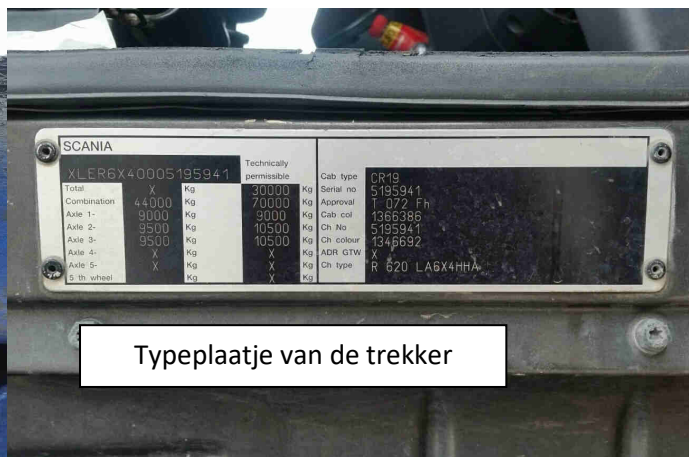 SCANIA
XLER6X40005195941
Technically permissible
Total X Kg 30000 Kg
Combination 44000 Kg 70000 Kg
Axle 1- 9000 Kg 9000 Kg
Axle 2- 9500 Kg 10500 Kg
Axle 3- 9500 Kg 10500 Kg
Axle 4- X Kg X Kg
Axle 5- X Kg X Kg
5 th wheel X Kg X Kg
Cab type CR19
Serial no 5195941
Approval T 072 Fh
Cab col 1366386
Ch No 5195941
Ch colour 1346692
ADR GTW X
Ch type R 620 LA6X4HHA
Typeplaatje van de trekker